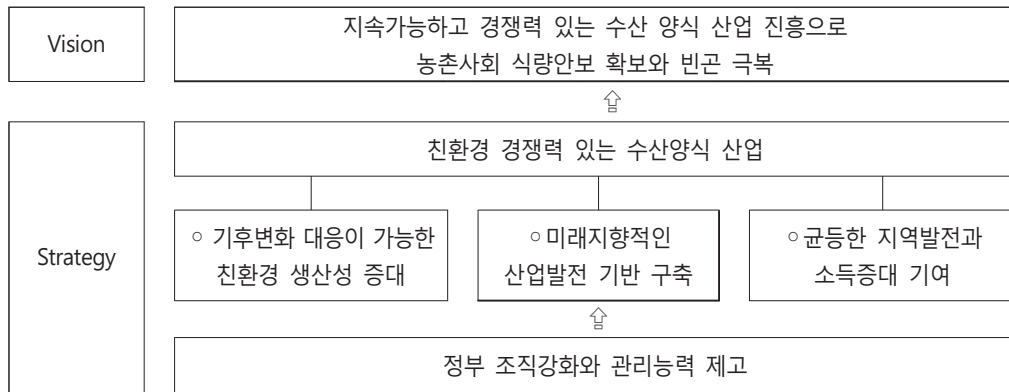 Vision
지속가능하고 경쟁력 있는 수산 양식 산업 진흥으로
농촌사회 식량안보 확보와 빈곤 극복
Strategy
친환경 경쟁력 있는 수산양식 산업
○ 기후변화 대응이 가능한
친환경 생산성 증대
○ 미래지향적인
산업발전 기반 구축
○ 균등한 지역발전과
소득증대 기여
정부 조직강화와 관리능력 제고